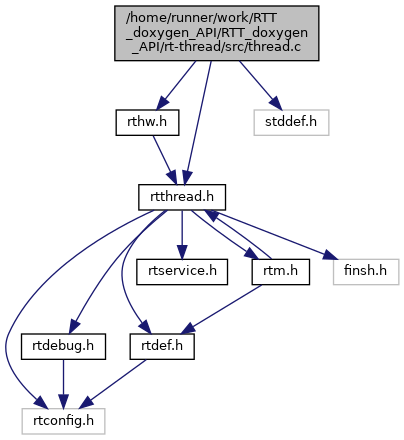 /home/runner/work/RTT
_doxygen_API/RTT_doxygen
_API/rt-thread/src/thread.c
rthw.h
stddef.h
rtthread.h
rtservice.h
rtm.h
finsh.h
rtdebug.h
rtdef.h
rtconfig.h